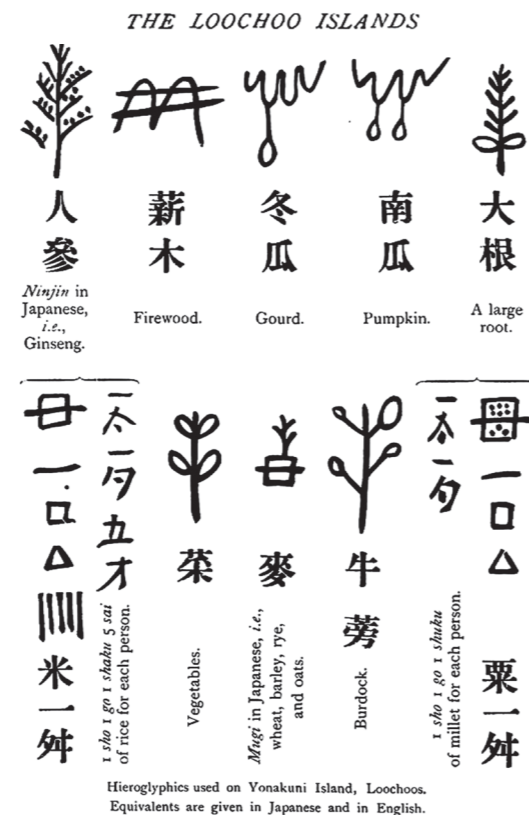 THE LOOCHOO ISLANDS
人參
薪木
冬瓜
南瓜
大根
Ninjin in
Japanese,
i.e.,
Ginseng.
Firewood.
Gourd.
Pumpkin.
A large
root.
五才
米一舛
1 sho 1 go 1 shaku 5 sai
of rice for each person.
菜
Vegetables.
麥
Mugi in Japanese, i.e.,
wheat, barley, rye,
and oats.
牛蒡
Burdock.
1 sho 1 go 1 shuku
of millet for each person.
粟一舛
Hieroglyphics used on Yonakuni Island, Loochoos.
Equivalents are given in Japanese and in English.